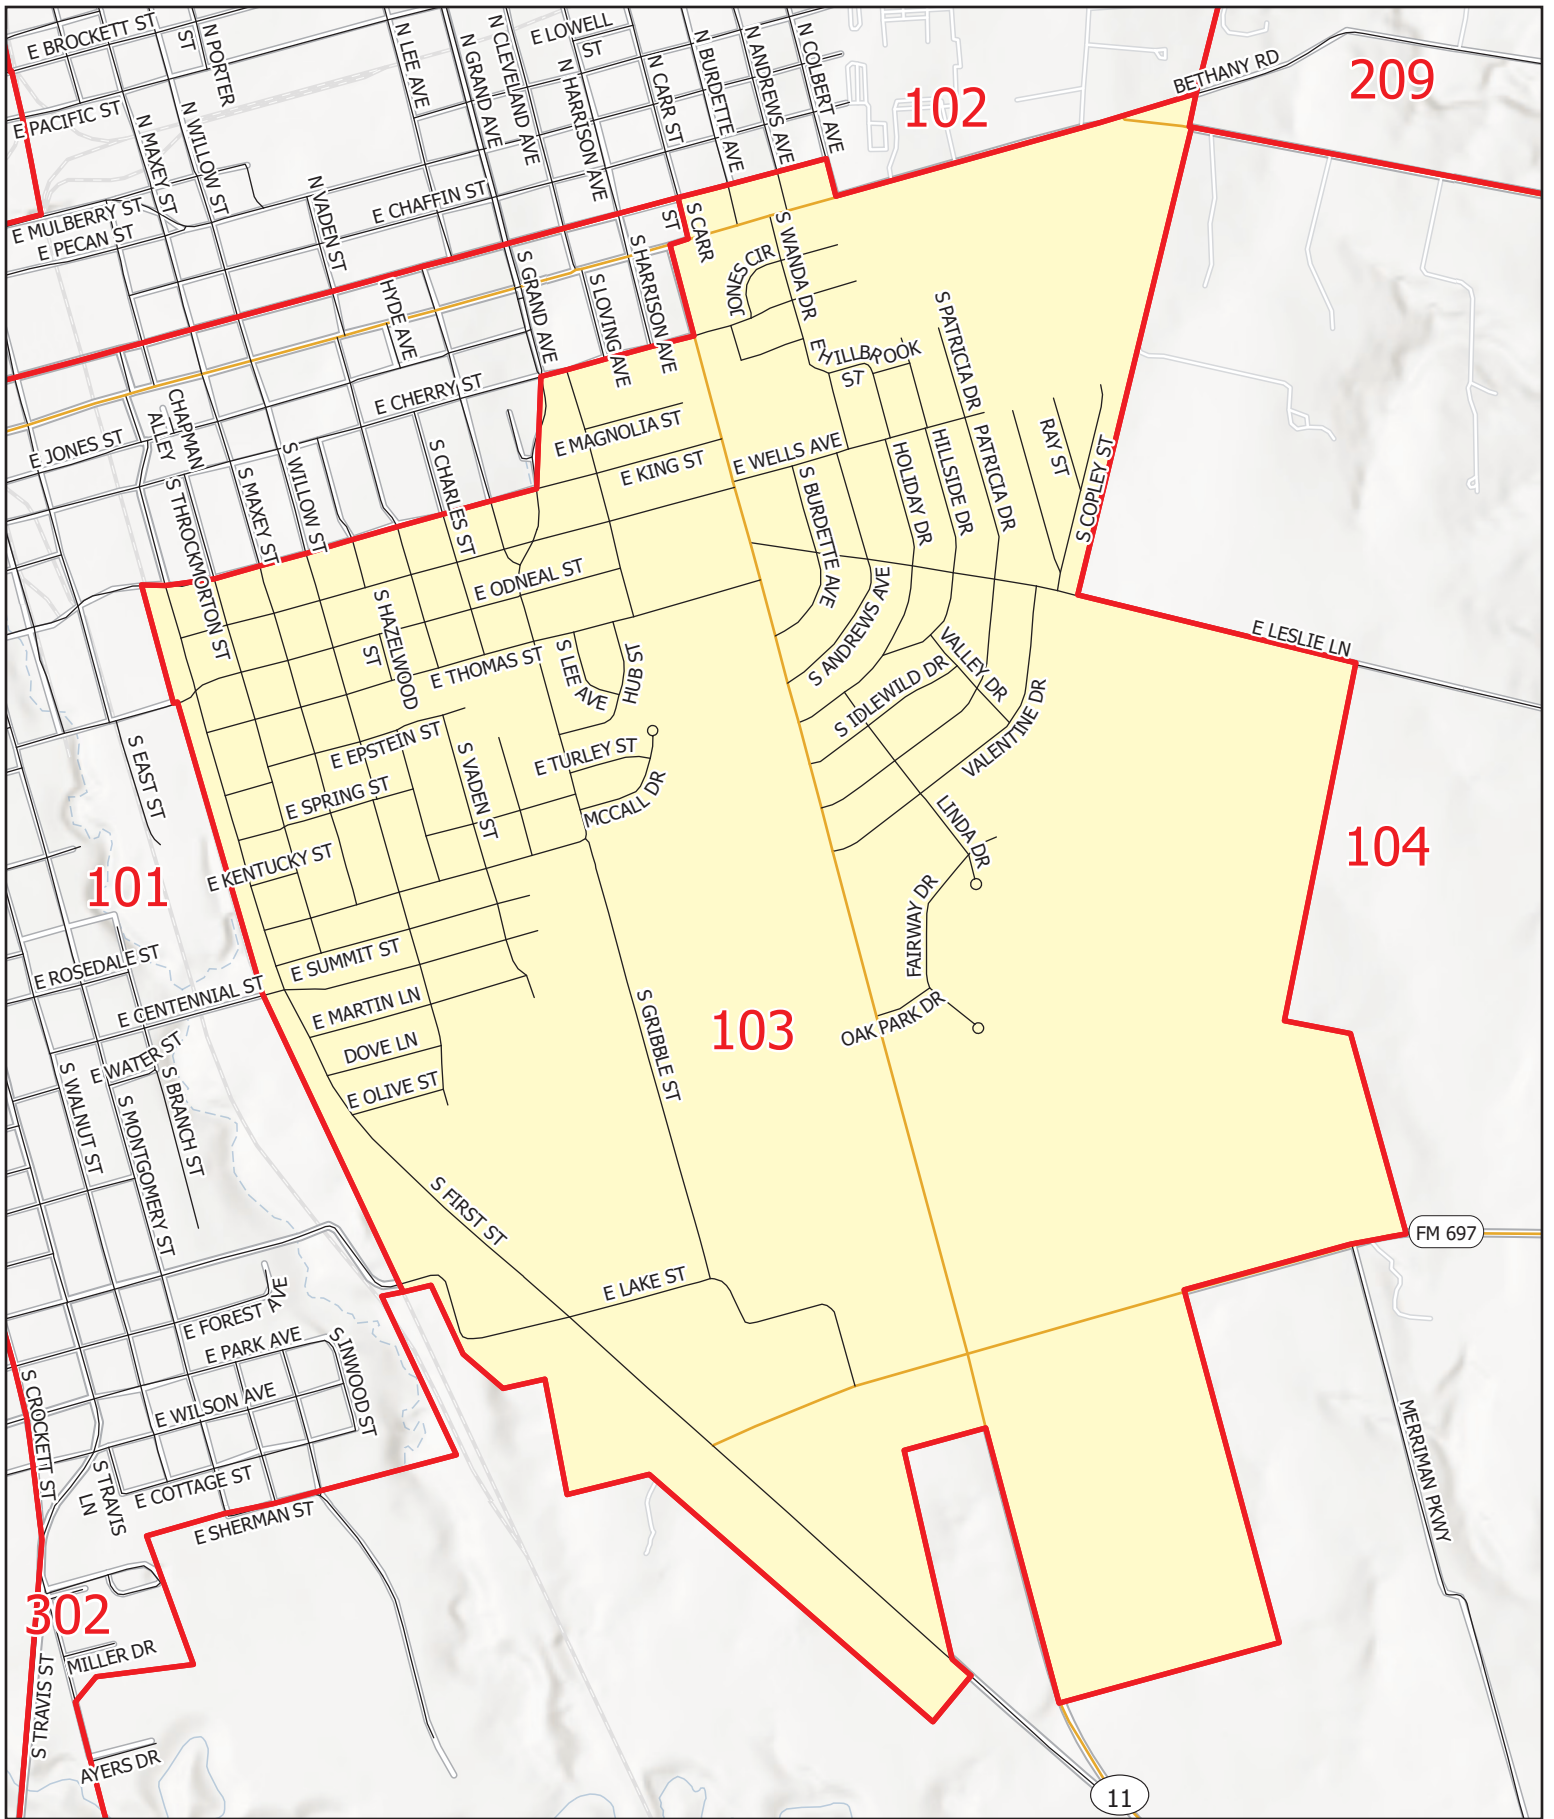 E BROCKETT ST
ST
N PORTER
N LEE AVE
N GRAND AVE
N CLEVELAND AVE
E LOWELL
ST
N HARRISON AVE
N CARR ST
N BURDETTE AVE
N ANDREWS AVE
N COLBERT AVE
102
BETHANY RD
209
E PACIFIC ST
N MAXEY ST
N WILLOW ST
N VADEN ST
E CHAFFIN ST
E MULBERRY ST
E PECAN ST
HYDE AVE
S GRAND AVE
S LOVING AVE
S HARRISON AVE
ST
S CARR
JONES CIR
S WANDA DR
E HILLBROOK
ST
S PATRICIA DR
E CHERRY ST
E JONES ST
CHAPMAN
ALLEY
S THROCKMORTON ST
S MAXEY ST
S WILLOW ST
S CHARLES ST
E MAGNOLIA ST
E KING ST
E WELLS AVE
S BURDETTE AVE
HOLIDAY DR
HILLSIDE DR
PATRICIA DR
RAY ST
S COPLEY ST
E ODNEAL ST
S HAZELWOOD
ST
E THOMAS ST
S LEE AVE
HUB ST
S ANDREWS AVE
S IDLEWILD DR
VALLEY DR
VALENTINE DR
E LESLIE LN
S EAST ST
E EPSTEIN ST
E SPRING ST
S VADEN ST
E TURLEY ST
MCCALL DR
LINDA DR
E KENTUCKY ST
101
104
FAIRWAY DR
E ROSEDALE ST
E SUMMIT ST
E CENTENNIAL ST
E MARTIN LN
S GRIBBLE ST
103
OAK PARK DR
E WATER ST
DOVE LN
E OLIVE ST
S WALNUT ST
S MONTGOMERY ST
S BRANCH ST
S FIRST ST
FM 697
E LAKE ST
E FOREST
AVE
E PARK AVE
S INWOOD ST
E WILSON AVE
S CROCKETT ST
S TRAVIS
LN
E COTTAGE ST
E SHERMAN ST
MERRIMAN PKWY
302
MILLER DR
S TRAVIS ST
AYERS DR
11